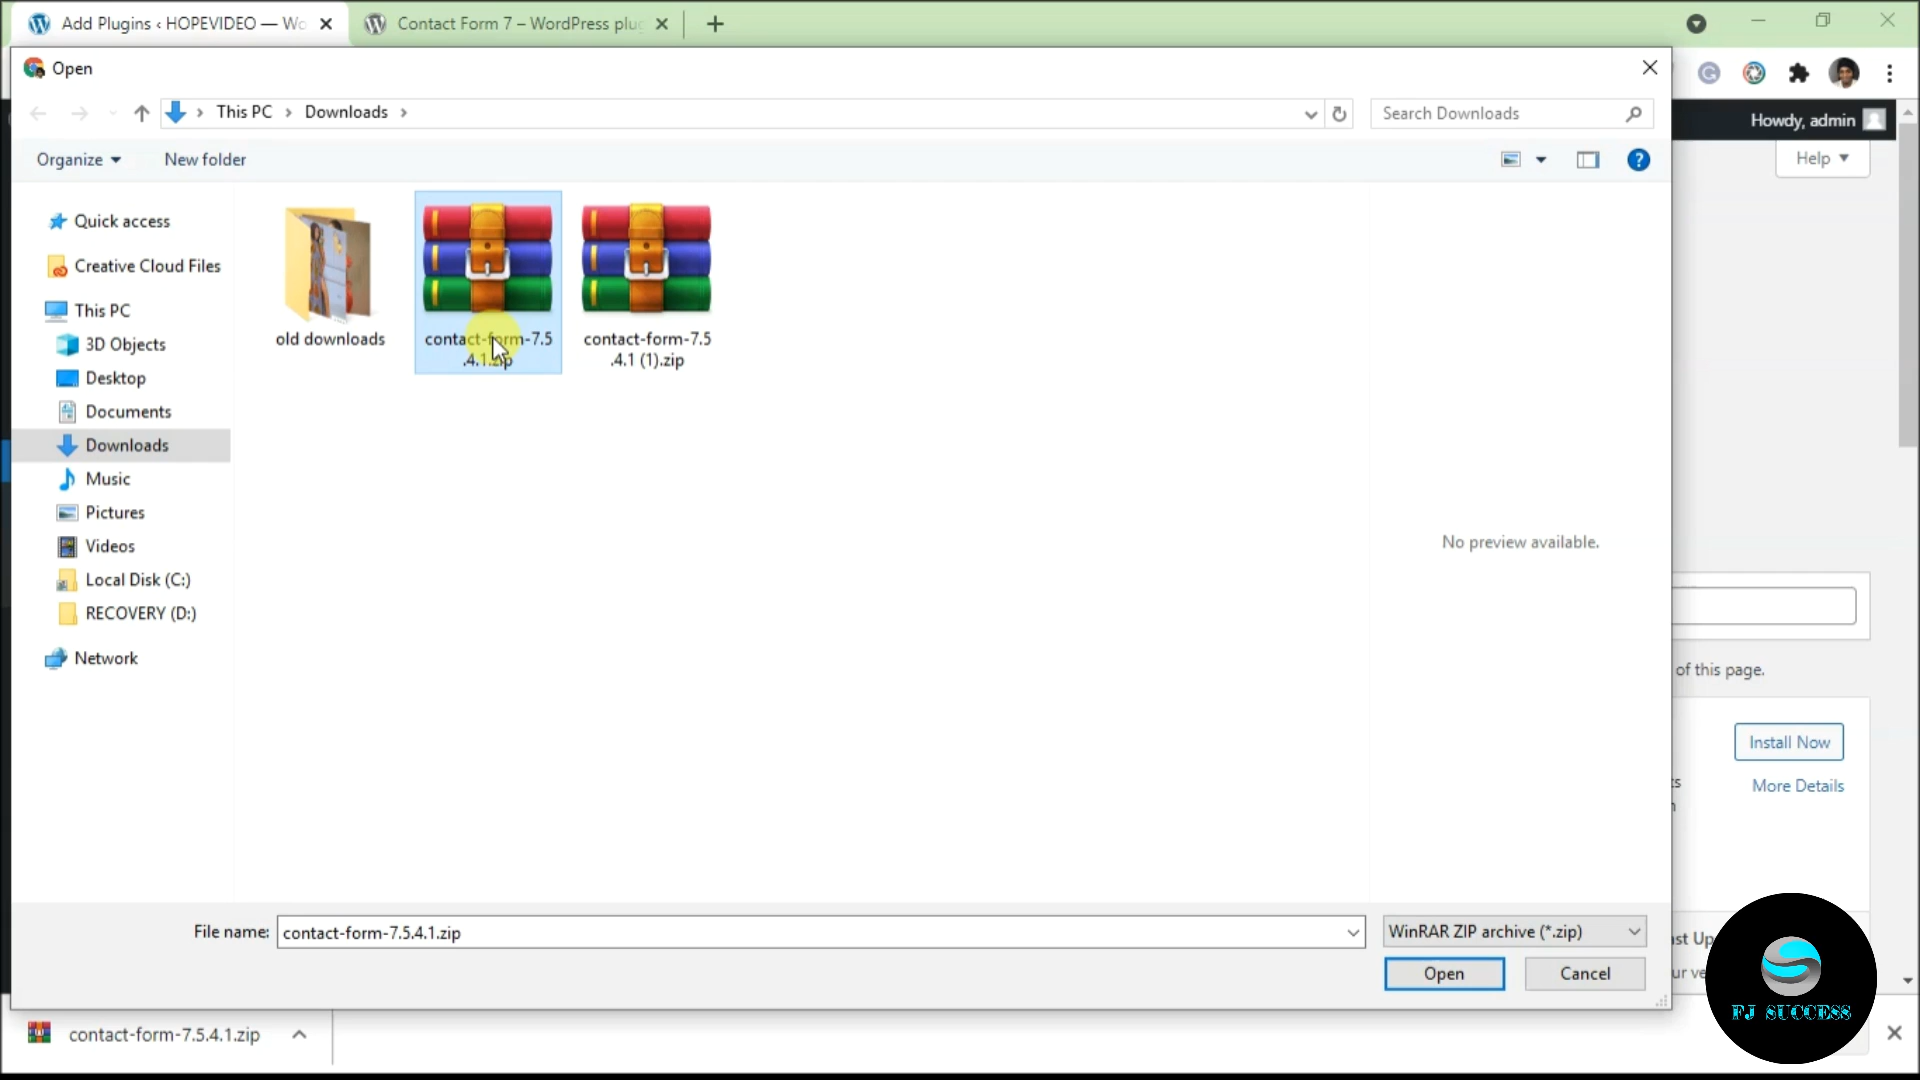 Add Plugins ‹ HOPEVIDEO — Wo
Contact Form 7 – WordPress plug
Open
This PC
Downloads
Search Downloads
Howdy, admin
Organize
New folder
Help
Quick access
Creative Cloud Files
This PC
3D Objects
Desktop
Documents
Downloads
Music
Pictures
Videos
Local Disk (C:)
RECOVERY (D:)
Network
old downloads
contact-form-7.5
.4.1.zip
contact-form-7.5
.4.1 (1).zip
No preview available.
of this page.
Install Now
More Details
File name:
contact-form-7.5.4.1.zip
WinRAR ZIP archive (*.zip)
Open
Cancel
FJ SUCCESS
contact-form-7.5.4.1.zip